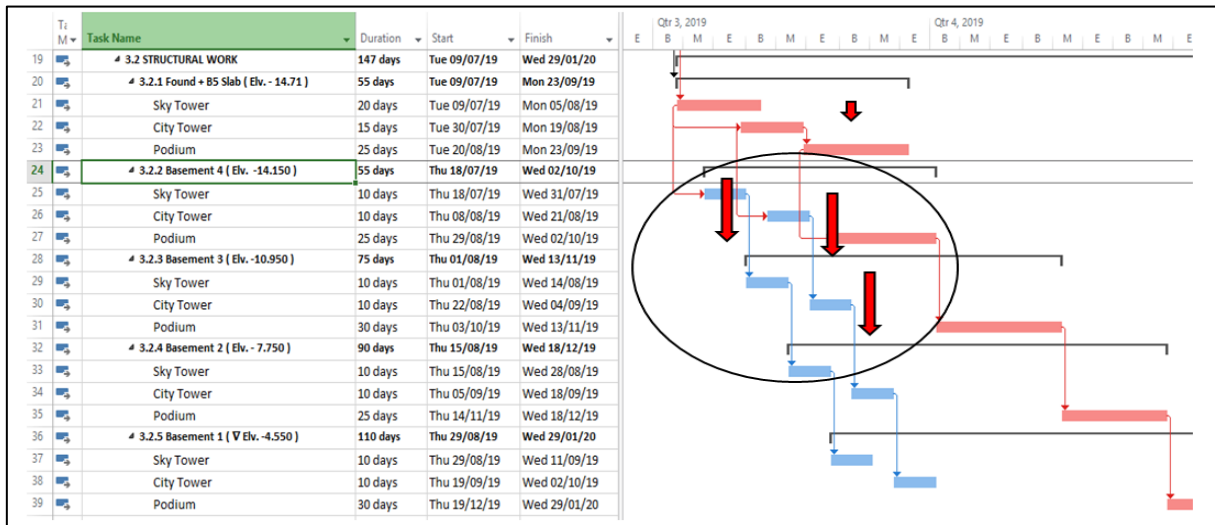 Qtr 3, 2019 Qtr 4, 2019
Ta M Task Name Duration Start Finish E B M E B M E B M E B M E B M E
19 3.2 STRUCTURAL WORK 147 days Tue 09/07/19 Wed 29/01/20
20 3.2.1 Found + B5 Slab ( Elv. - 14.71 ) 55 days Tue 09/07/19 Mon 23/09/19
21 Sky Tower 20 days Tue 09/07/19 Mon 05/08/19
22 City Tower 15 days Tue 30/07/19 Mon 19/08/19
23 Podium 25 days Tue 20/08/19 Mon 23/09/19
24 3.2.2 Basement 4 ( Elv. -14.150 ) 55 days Thu 18/07/19 Wed 02/10/19
25 Sky Tower 10 days Thu 18/07/19 Wed 31/07/19
26 City Tower 10 days Thu 08/08/19 Wed 21/08/19
27 Podium 25 days Thu 29/08/19 Wed 02/10/19
28 3.2.3 Basement 3 ( Elv. -10.950 ) 75 days Thu 01/08/19 Wed 13/11/19
29 Sky Tower 10 days Thu 01/08/19 Wed 14/08/19
30 City Tower 10 days Thu 22/08/19 Wed 04/09/19
31 Podium 30 days Thu 03/10/19 Wed 13/11/19
32 3.2.4 Basement 2 ( Elv. - 7.750 ) 90 days Thu 15/08/19 Wed 18/12/19
33 Sky Tower 10 days Thu 15/08/19 Wed 28/08/19
34 City Tower 10 days Thu 05/09/19 Wed 18/09/19
35 Podium 25 days Thu 14/11/19 Wed 18/12/19
36 3.2.5 Basement 1 ( ∇ Elv. -4.550 ) 110 days Thu 29/08/19 Wed 29/01/20
37 Sky Tower 10 days Thu 29/08/19 Wed 11/09/19
38 City Tower 10 days Thu 19/09/19 Wed 02/10/19
39 Podium 30 days Thu 19/12/19 Wed 29/01/20